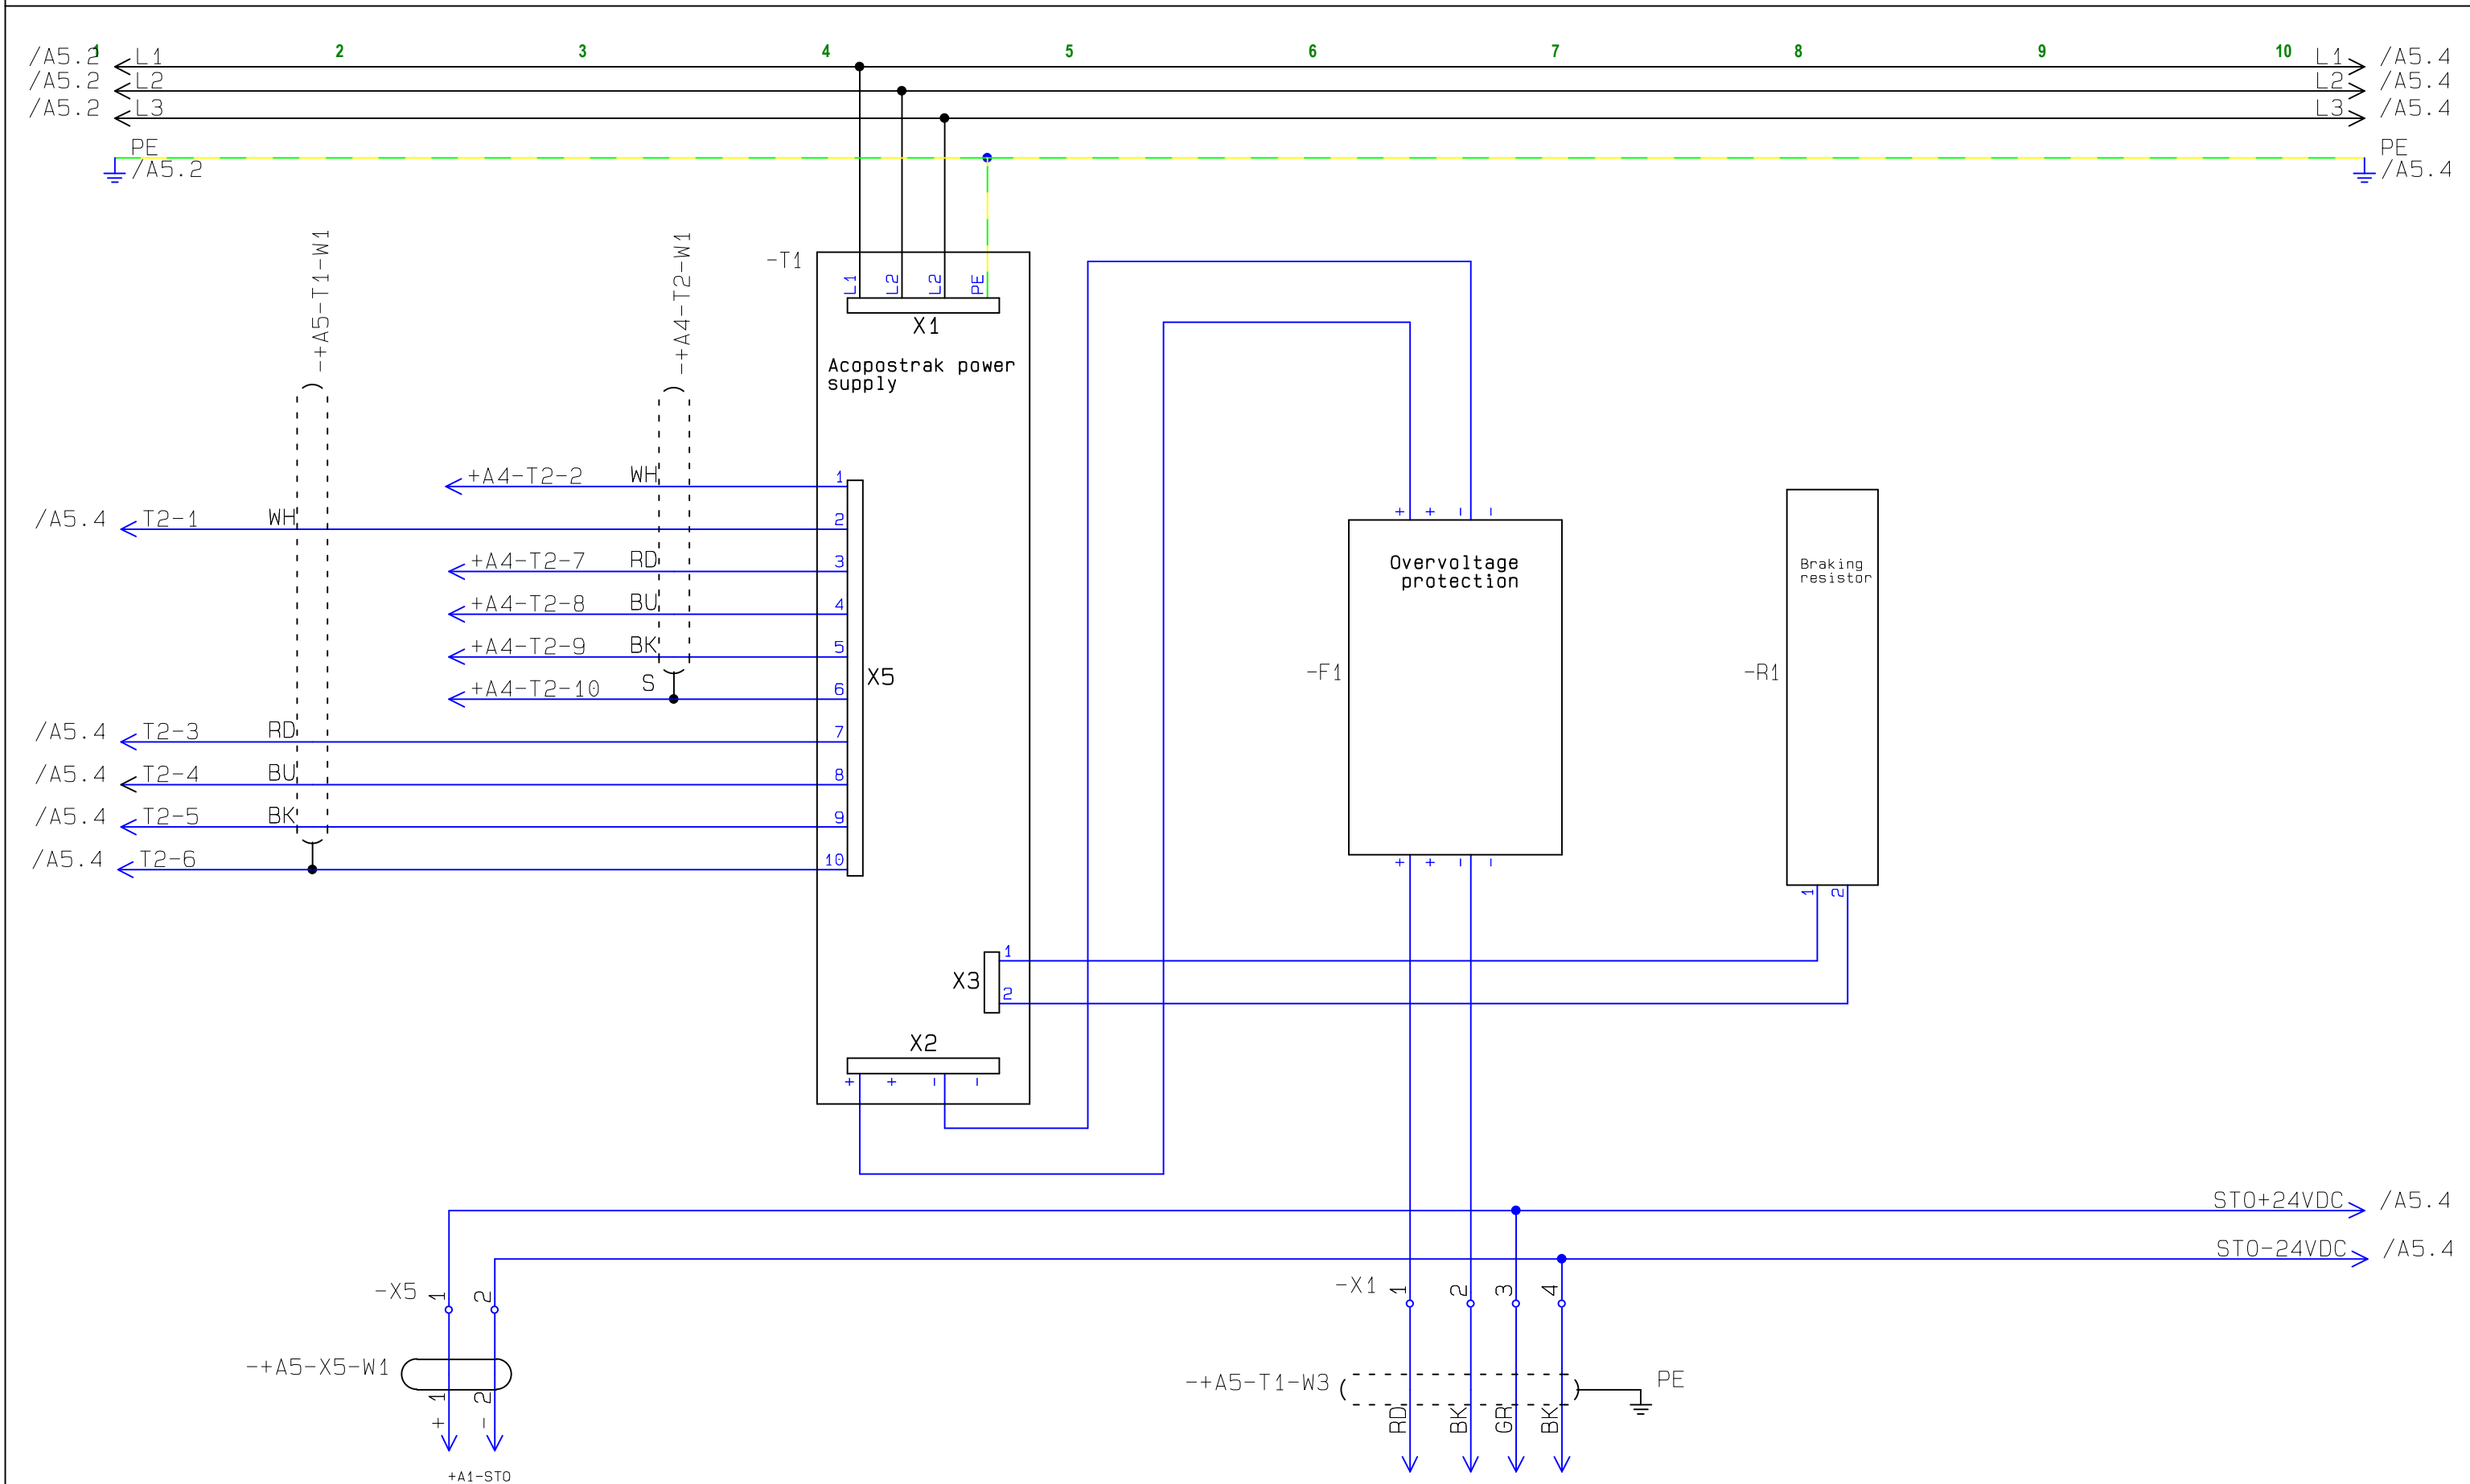 1 2 3 4 5 6 7 8 9 10
/A5.2 L1 L1 /A5.4
/A5.2 L2 L2 /A5.4
/A5.2 L3 L3 /A5.4
PE PE
/A5.2 /A5.4
-+A5-T1-W1
-+A4-T2-W1
-T1
L1 L2 L2 PE
X1
Acopostrak power
supply
+A4-T2-2 WH 1
/A5.4 T2-1 WH 2
+A4-T2-7 RD 3
+A4-T2-8 BU 4
+A4-T2-9 BK 5
X5
+A4-T2-10 S 6
/A5.4 T2-3 RD 7
/A5.4 T2-4 BU 8
/A5.4 T2-5 BK 9
/A5.4 T2-6 10
+ + - -
Overvoltage
protection
-F1
+ + - -
Braking
resistor
-R1
1 2
X3
1
2
X2
+ + - -
STO+24VDC /A5.4
STO-24VDC /A5.4
-X5 1 2
-X1 1 2 3 4
-+A5-X5-W1
1 2
+ -
+A1-STO
-+A5-T1-W3
PE
RD BK GR BK